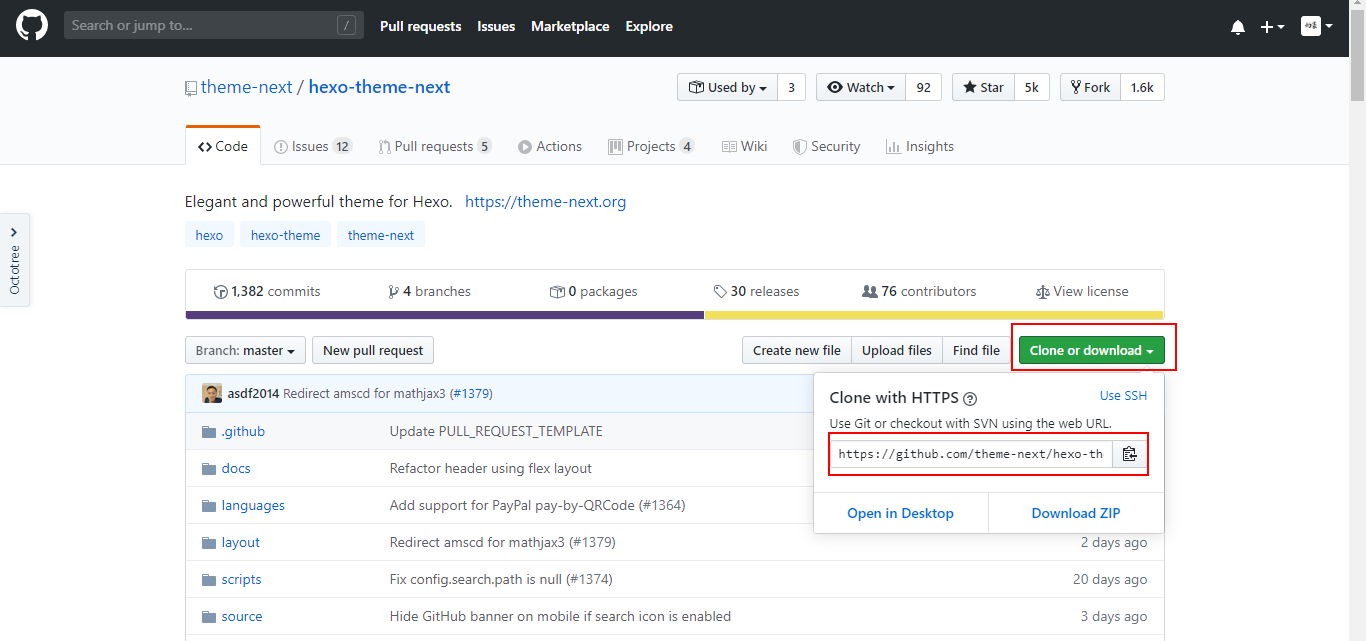 Search or jump to... /
Pull requests Issues Marketplace Explore
theme-next / hexo-theme-next
Used by 3 Watch 92 Star 5k Fork 1.6k
Code Issues 12 Pull requests 5 Actions Projects 4 Wiki Security Insights
Elegant and powerful theme for Hexo. https://theme-next.org
hexo hexo-theme theme-next
Octotree
1,382 commits 4 branches 0 packages 30 releases 76 contributors View license
Branch: master New pull request Create new file Upload files Find file Clone or download
asdf2014 Redirect amscd for mathjax3 (#1379)
Clone with HTTPS ? Use SSH
Use Git or checkout with SVN using the web URL.
https://github.com/theme-next/hexo-th
Open in Desktop Download ZIP
.github Update PULL_REQUEST_TEMPLATE
docs Refactor header using flex layout
languages Add support for PayPal pay-by-QRCode (#1364)
layout Redirect amscd for mathjax3 (#1379) 2 days ago
scripts Fix config.search.path is null (#1374) 20 days ago
source Hide GitHub banner on mobile if search icon is enabled 3 days ago